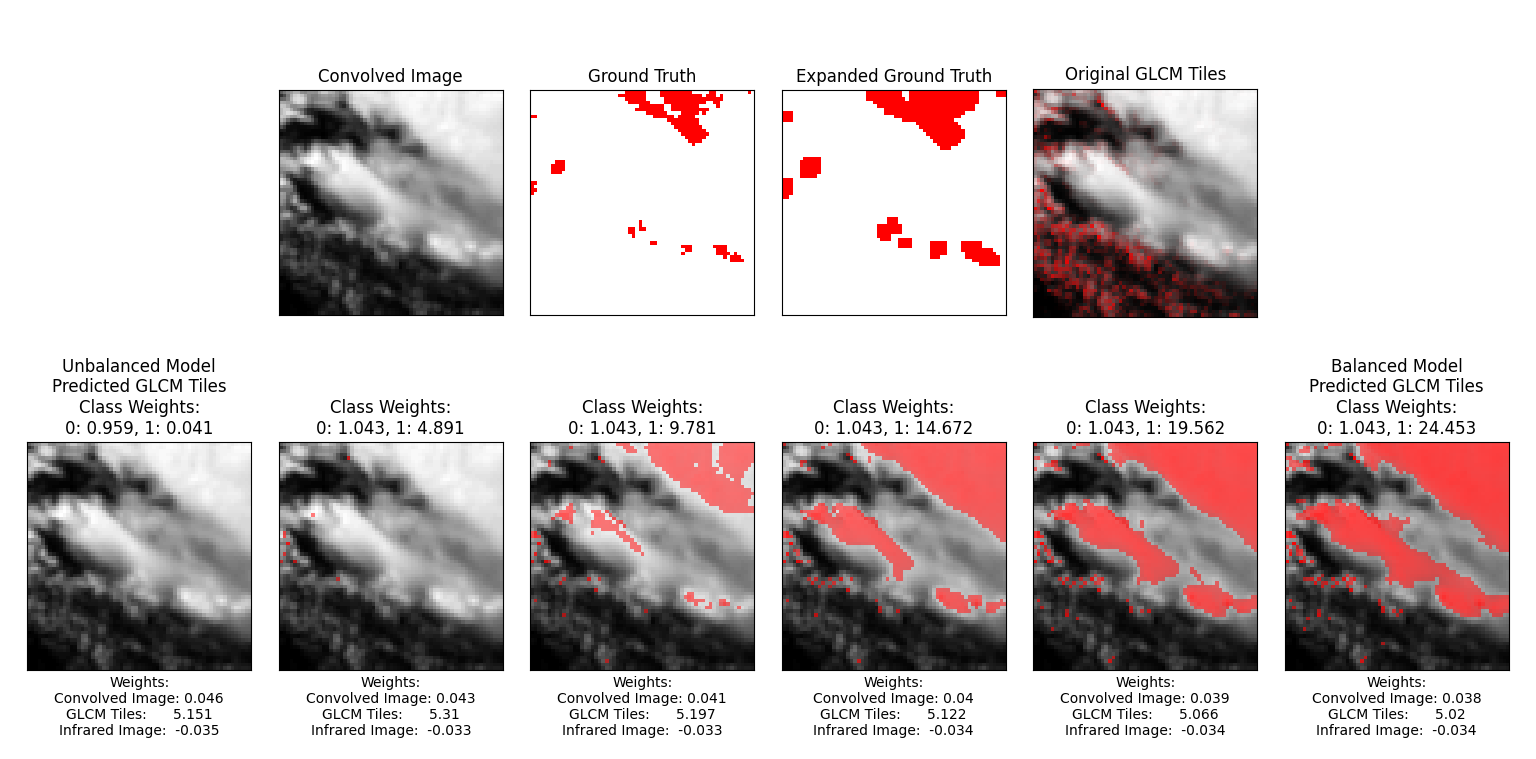 Convolved Image
Ground Truth
Expanded Ground Truth
Original GLCM Tiles
Unbalanced Model
Predicted GLCM Tiles
Class Weights:
0: 0.959, 1: 0.041
Class Weights:
0: 1.043, 1: 4.891
Class Weights:
0: 1.043, 1: 9.781
Class Weights:
0: 1.043, 1: 14.672
Class Weights:
0: 1.043, 1: 19.562
Balanced Model
Predicted GLCM Tiles
Class Weights:
0: 1.043, 1: 24.453
Weights:
Convolved Image: 0.046
GLCM Tiles: 5.151
Infrared Image: -0.035
Weights:
Convolved Image: 0.043
GLCM Tiles: 5.31
Infrared Image: -0.033
Weights:
Convolved Image: 0.041
GLCM Tiles: 5.197
Infrared Image: -0.033
Weights:
Convolved Image: 0.04
GLCM Tiles: 5.122
Infrared Image: -0.034
Weights:
Convolved Image: 0.039
GLCM Tiles: 5.066
Infrared Image: -0.034
Weights:
Convolved Image: 0.038
GLCM Tiles: 5.02
Infrared Image: -0.034